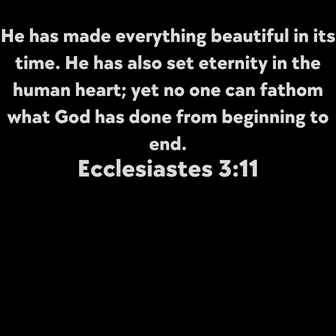 He has made everything beautiful in its
time. He has also set eternity in the
human heart; yet no one can fathom
what God has done from beginning to
end.
Ecclesiastes 3:11